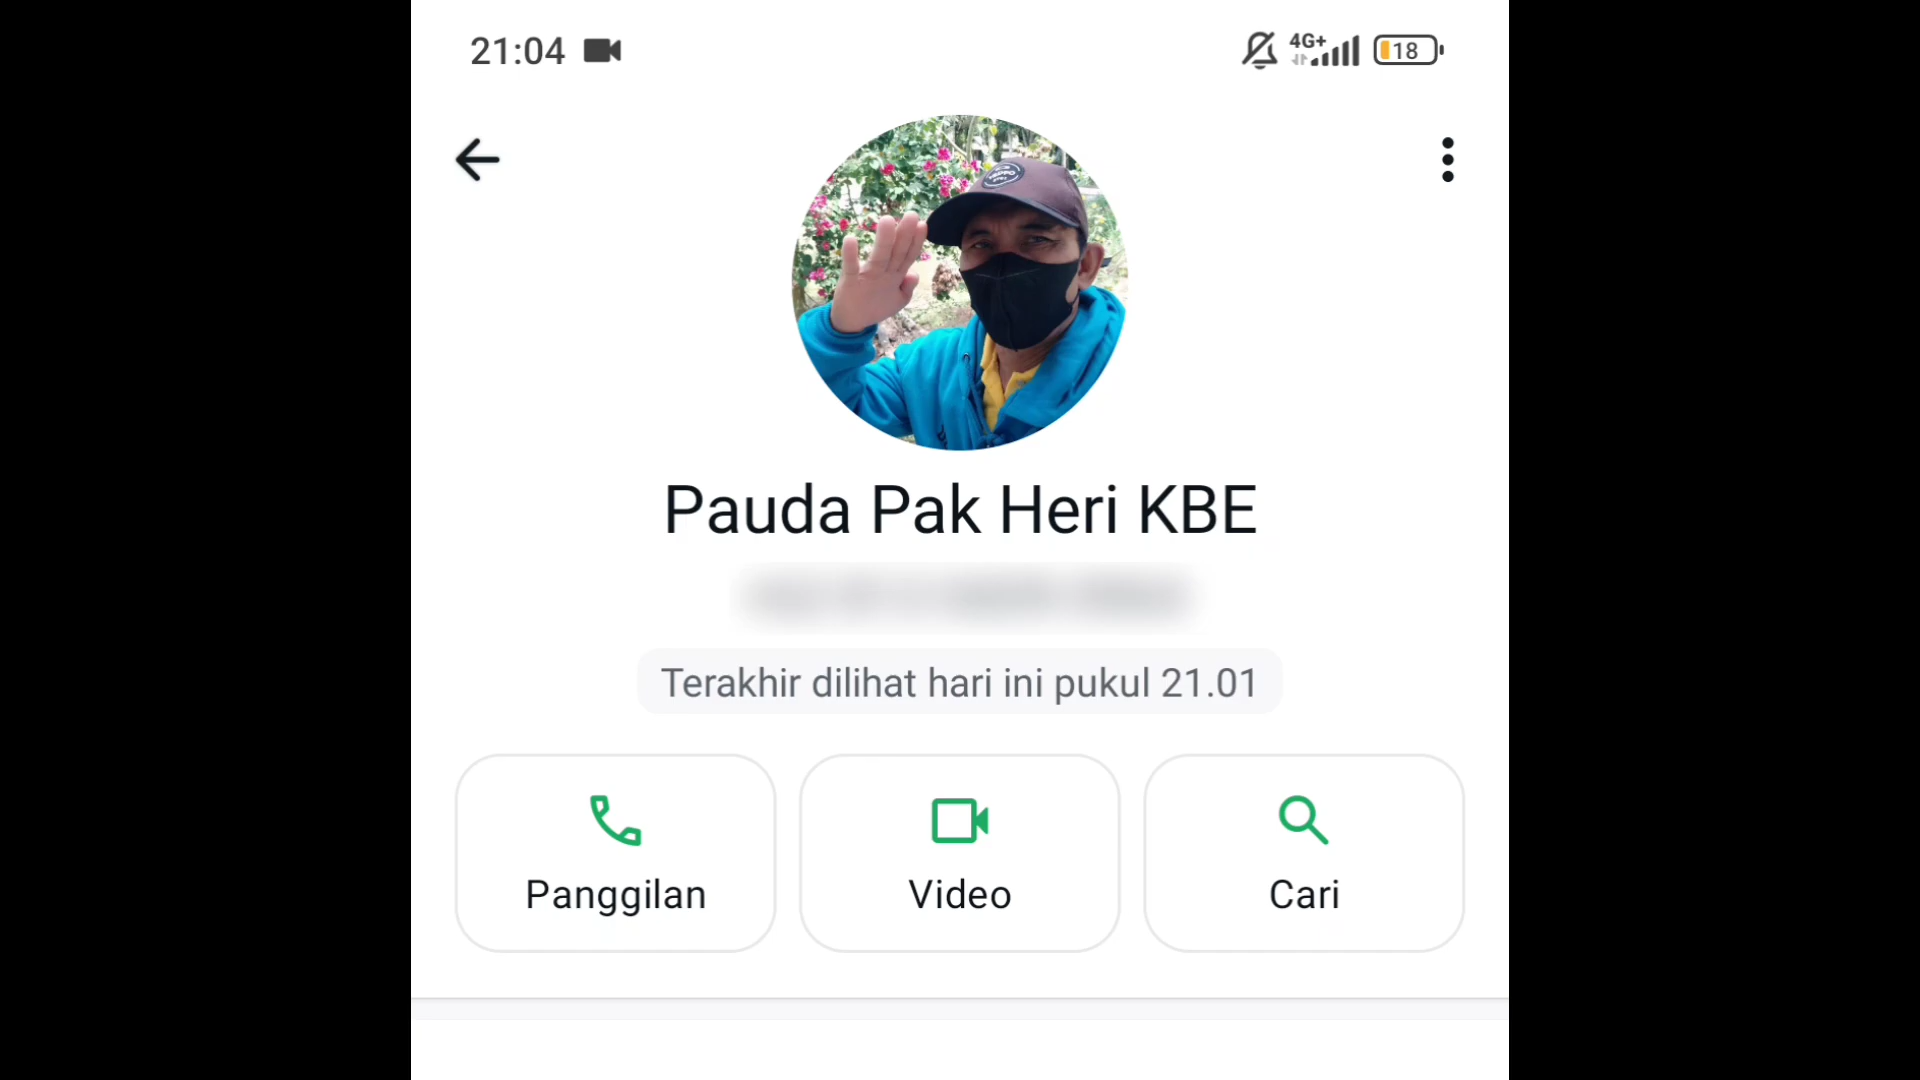 21:04
4G+
18
Pauda Pak Heri KBE
Terakhir dilihat hari ini pukul 21.01
Panggilan
Video
Cari